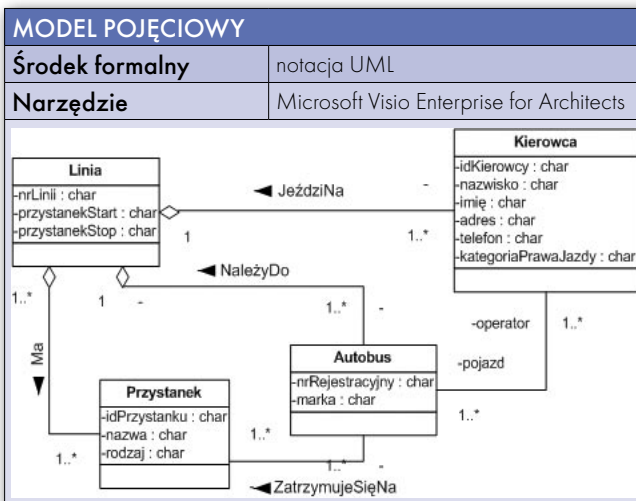 MODEL POJĘCIOWY
Środek formalny notacja UML
Narzędzie Microsoft Visio Enterprise for Architects
Kierowca
-idKierowcy : char
-nazwisko : char
-imię : char
-adres : char
-telefon : char
-kategoriaPrawaJazdy : char
Linia
-nrLinii : char
-przystanekStart : char
-przystanekStop : char
◄ JeździNa
-
1
1..*
◄ NależyDo
1..*
1
-
1..*
-
-operator
1..*
◄ Ma
Autobus
-nrRejestracyjny : char
-marka : char
-pojazd
1..*
Przystanek
-idPrzystanku : char
-nazwa : char
-rodzaj : char
1..*
1..*
1..*
-
◄ZatrzymujeSięNa